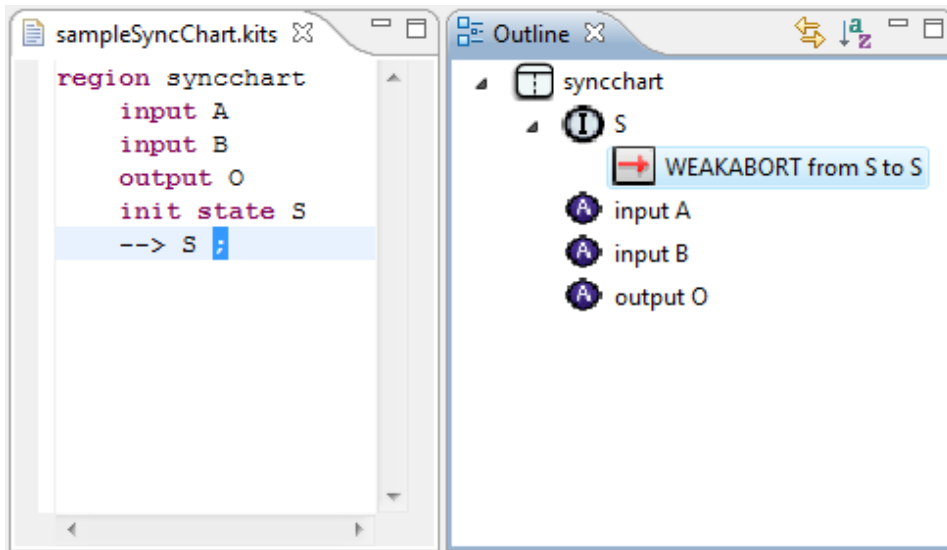 sampleSyncChart.kits
region syncchart
input A
input B
output O
init state S
--> S ;
Outline
syncchart
S
WEAKABORT from S to S
input A
input B
output O